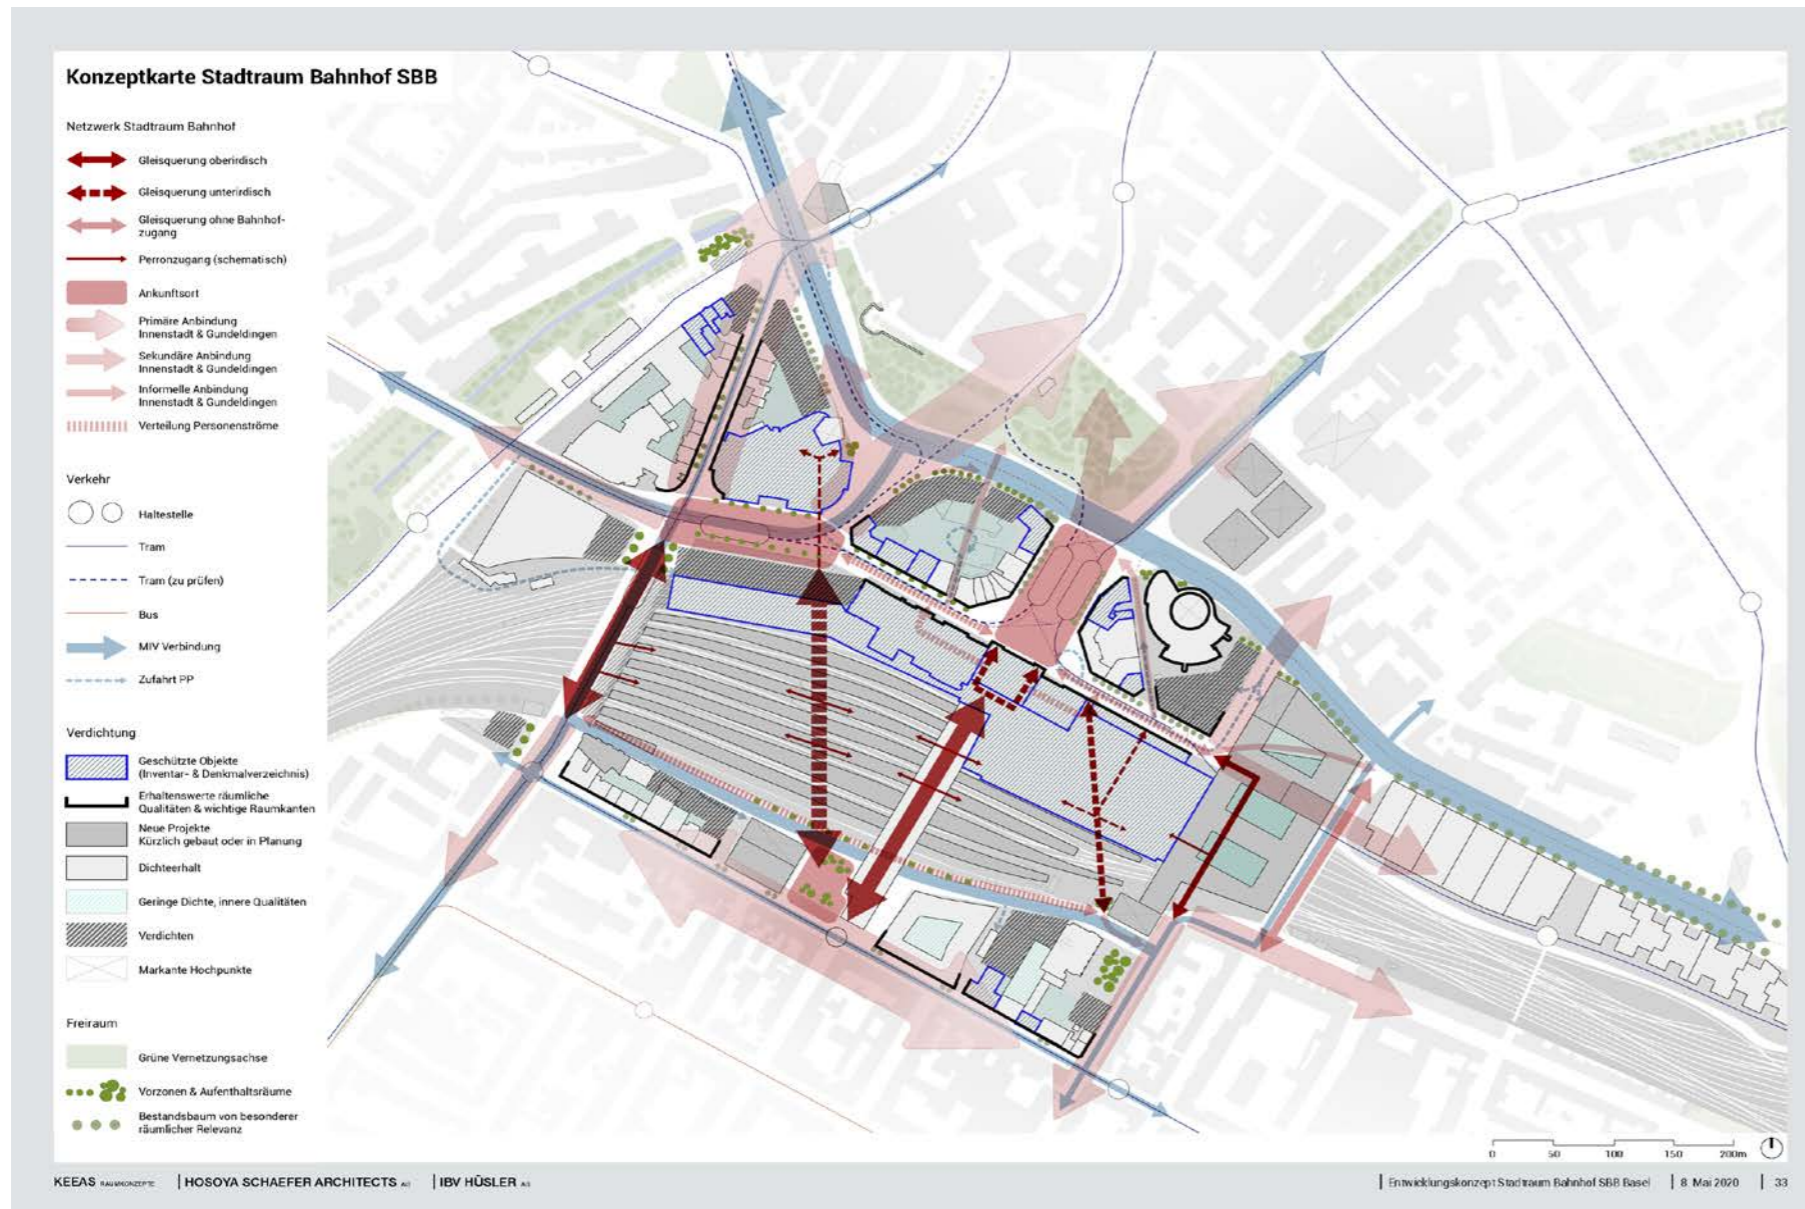 Konzeptkarte Stadtraum Bahnhof SBB
Netzwerk Stadtraum Bahnhof
Gleisquerung oberirdisch
Gleisquerung unterirdisch
Gleisquerung ohne Bahnhof-
zugang
Perronzugang (schematisch)
Ankunftsort
Primäre Anbindung
Innenstadt & Gundeldingen
Sekundäre Anbindung
Innenstadt & Gundeldingen
Informelle Anbindung
Innenstadt & Gundeldingen
Verteilung Personenströme
Verkehr
Haltestelle
Tram
Tram (zu prüfen)
Bus
MIV Verbindung
Zufahrt PP
Verdichtung
Geschützte Objekte
(Inventar- & Denkmalverzeichnis)
Erhaltenswerte räumliche
Qualitäten & wichtige Raumkanten
Neue Projekte
Kürzlich gebaut oder in Planung
Dichteerhalt
Geringe Dichte, innere Qualitäten
Verdichten
Markante Hochpunkte
Freiraum
Grüne Vernetzungsachse
Vorzonen & Aufenthaltsräume
Bestandsbaum von besonderer
räumlicher Relevanz
0 50 100 150 200m
KEEAS RAUMKONZEPTE | HOSOYA SCHAEFER ARCHITECTS AG | IBV HÜSLER AG
| Entwicklungskonzept Stadtraum Bahnhof SBB Basel | 8. Mai 2020 | 33